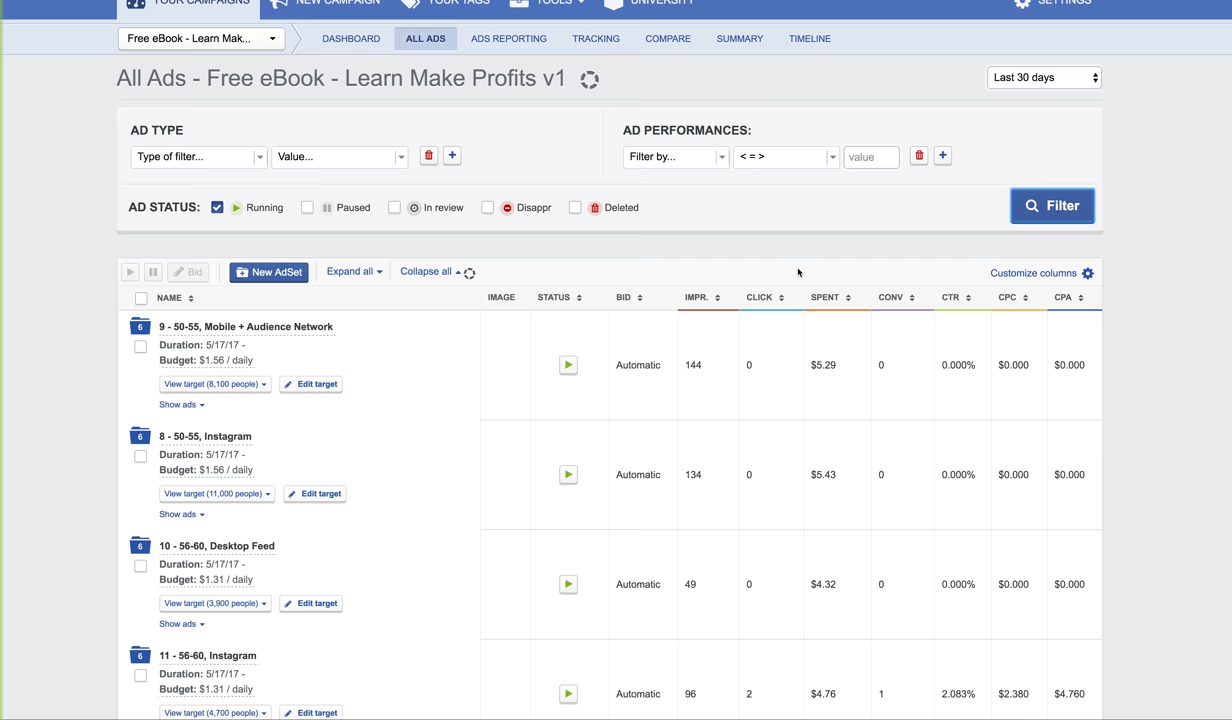 YOUR CAMPAIGNS NEW CAMPAIGN YOUR TAGS TOOLS UNIVERSITY SETTINGS
Free eBook - Learn Mak... DASHBOARD ALL ADS ADS REPORTING TRACKING COMPARE SUMMARY TIMELINE
All Ads - Free eBook - Learn Make Profits v1 Last 30 days
AD TYPE AD PERFORMANCES:
Type of filter... Value... Filter by... < = > value
AD STATUS: Running Paused In review Disappr Deleted Filter
Bid New AdSet Expand all Collapse all Customize columns
NAME IMAGE STATUS BID IMPR. CLICK SPENT CONV CTR CPC CPA
6 9 - 50-55, Mobile + Audience Network
Duration: 5/17/17 -
Budget: $1.56 / daily Automatic 144 0 $5.29 0 0.000% $0.000 $0.000
View target (8,100 people) Edit target
Show ads
6 8 - 50-55, Instagram
Duration: 5/17/17 -
Budget: $1.56 / daily Automatic 134 0 $5.43 0 0.000% $0.000 $0.000
View target (11,000 people) Edit target
Show ads
6 10 - 56-60, Desktop Feed
Duration: 5/17/17 -
Budget: $1.31 / daily Automatic 49 0 $4.32 0 0.000% $0.000 $0.000
View target (3,900 people) Edit target
Show ads
6 11 - 56-60, Instagram
Duration: 5/17/17 -
Budget: $1.31 / daily Automatic 96 2 $4.76 1 2.083% $2.380 $4.760
View target (4,700 people) Edit target